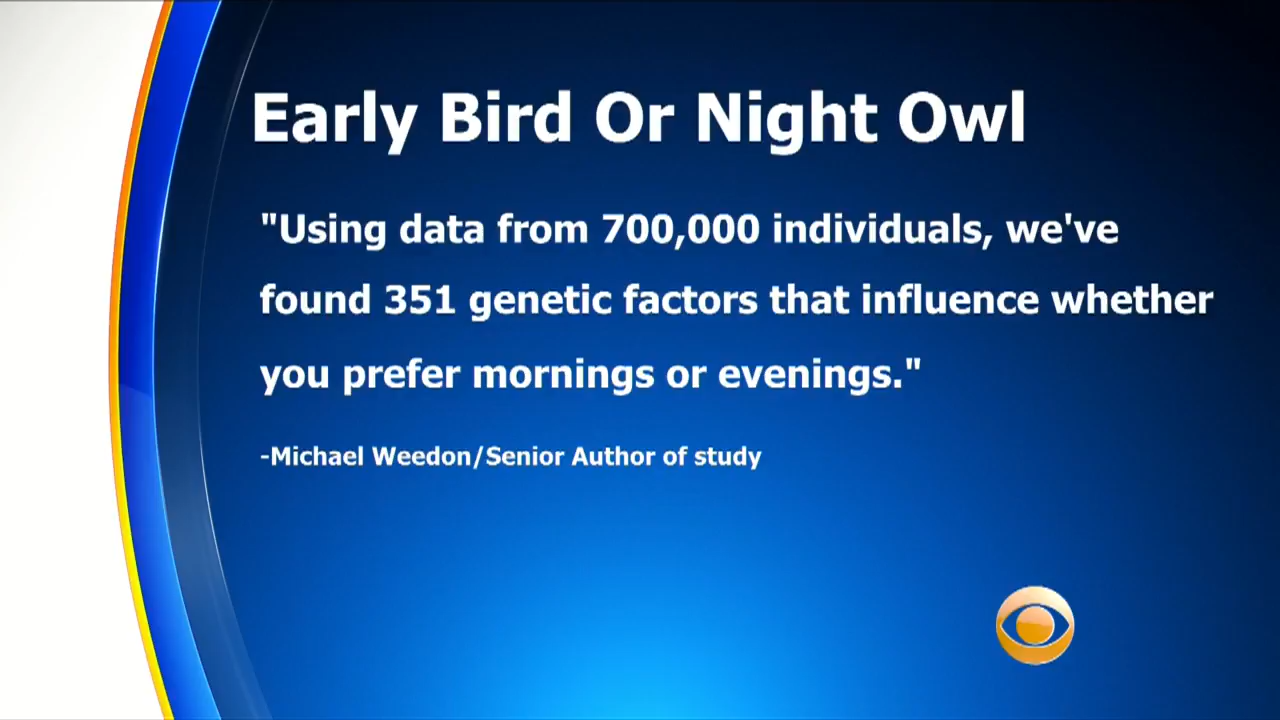 Early Bird Or Night Owl
"Using data from 700,000 individuals, we've
found 351 genetic factors that influence whether
you prefer mornings or evenings."
-Michael Weedon/Senior Author of study